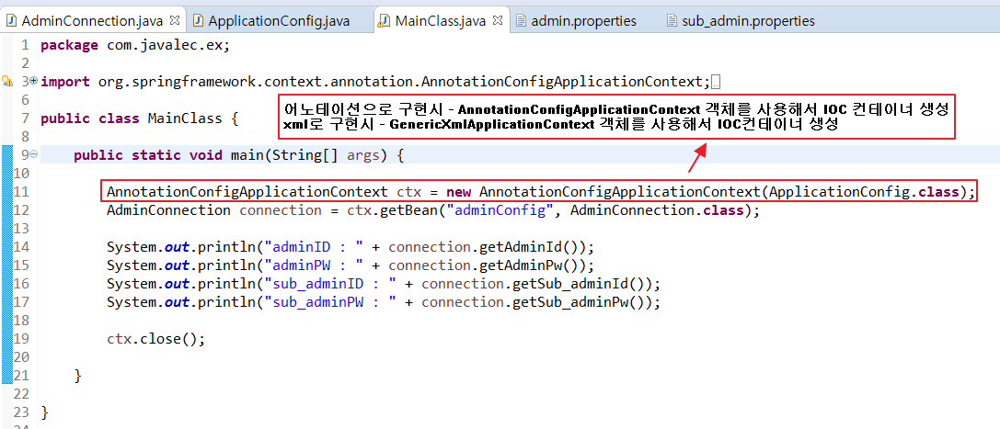 AdminConnection.java ApplicationConfig.java MainClass.java admin.properties sub_admin.properties
1 package com.javalec.ex;
2
3 import org.springframework.context.annotation.AnnotationConfigApplicationContext;
6
어노테이션으로 구현시 - AnnotationConfigApplicationContext 객체를 사용해서 IOC 컨테이너 생성
xml로 구현시 - GenericXmlApplicationContext 객체를 사용해서 IOC컨테이너 생성
7 public class MainClass {
8
9 public static void main(String[] args) {
10
11 AnnotationConfigApplicationContext ctx = new AnnotationConfigApplicationContext(ApplicationConfig.class);
12 AdminConnection connection = ctx.getBean("adminConfig", AdminConnection.class);
13
14 System.out.println("adminID : " + connection.getAdminId());
15 System.out.println("adminPW : " + connection.getAdminPw());
16 System.out.println("sub_adminID : " + connection.getSub_adminId());
17 System.out.println("sub_adminPW : " + connection.getSub_adminPw());
18
19 ctx.close();
20
21 }
22
23 }